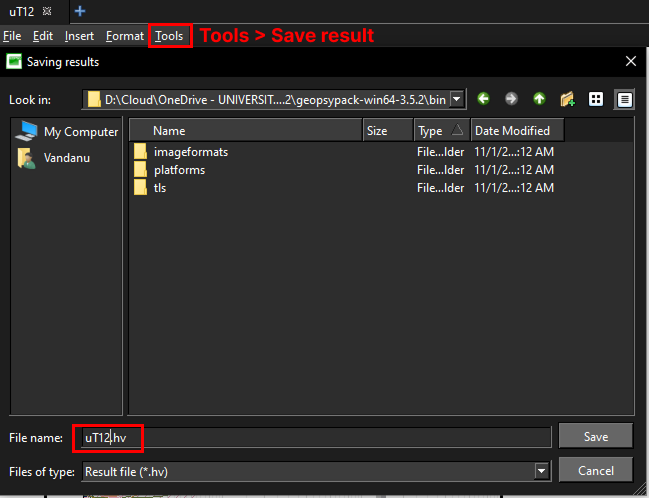 uT12
File Edit Insert Format Tools Tools > Save result
Saving results
Look in: D:\Cloud\OneDrive - UNIVERSIT....2\geopsypack-win64-3.5.2\bin
My Computer
Vandanu
Name Size Type Date Modified
imageformats File...lder 11/1/2...:12 AM
platforms File...lder 11/1/2...:12 AM
tls File...lder 11/1/2...:12 AM
File name: uT12.hv Save
Files of type: Result file (*.hv) Cancel